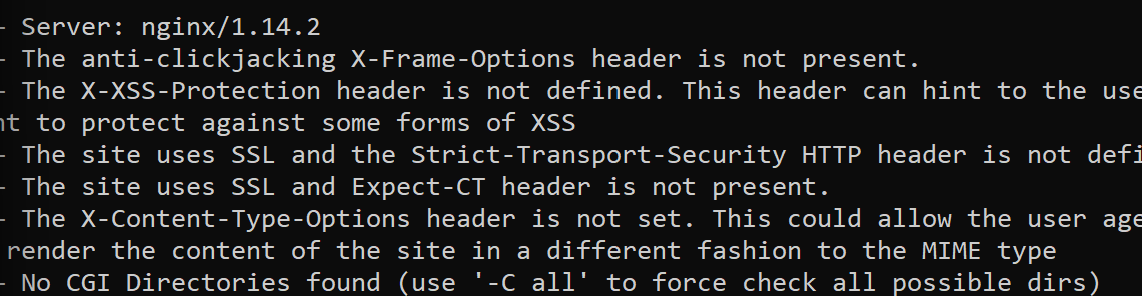 - Server: nginx/1.14.2
- The anti-clickjacking X-Frame-Options header is not present.
- The X-XSS-Protection header is not defined. This header can hint to the use
nt to protect against some forms of XSS
- The site uses SSL and the Strict-Transport-Security HTTP header is not defi
- The site uses SSL and Expect-CT header is not present.
- The X-Content-Type-Options header is not set. This could allow the user age
render the content of the site in a different fashion to the MIME type
- No CGI Directories found (use '-C all' to force check all possible dirs)